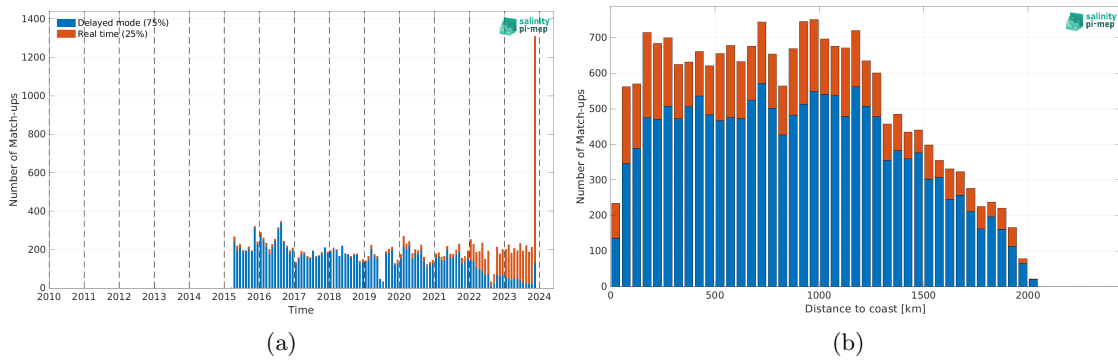 Delayed mode (75%)
Real time (25%)
salinity
pi-mep
1400
1200
1000
800
600
400
200
0
Number of Match-ups
2010 2011 2012 2013 2014 2015 2016 2017 2018 2019 2020 2021 2022 2023 2024
Time
(a)
salinity
pi-mep
700
600
500
400
300
200
100
0
Number of Match-ups
0 500 1000 1500 2000
Distance to coast [km]
(b)